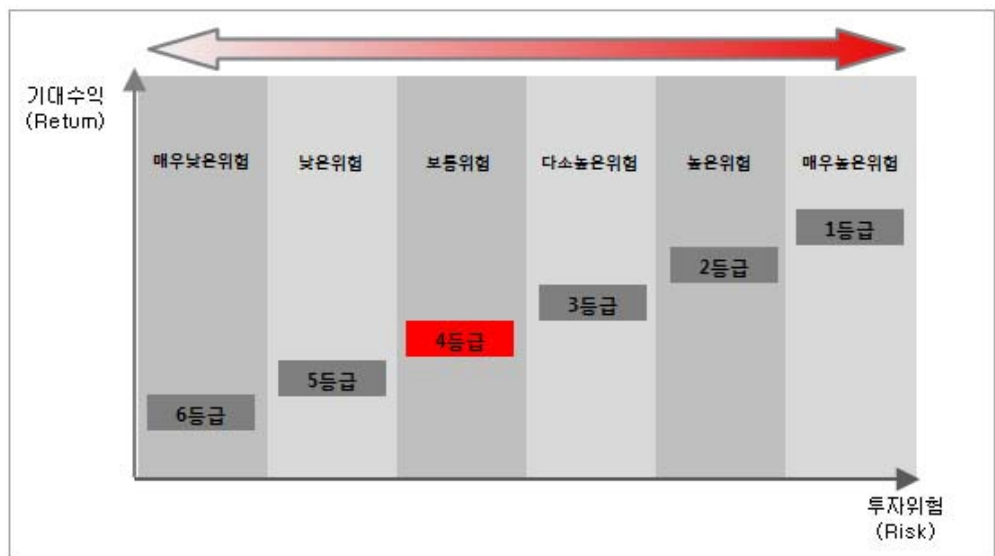 기대수익
(Return)
매우낮은위험 낮은위험 보통위험 다소높은위험 높은위험 매우높은위험
1등급
2등급
3등급
4등급
5등급
6등급
투자위험
(Risk)